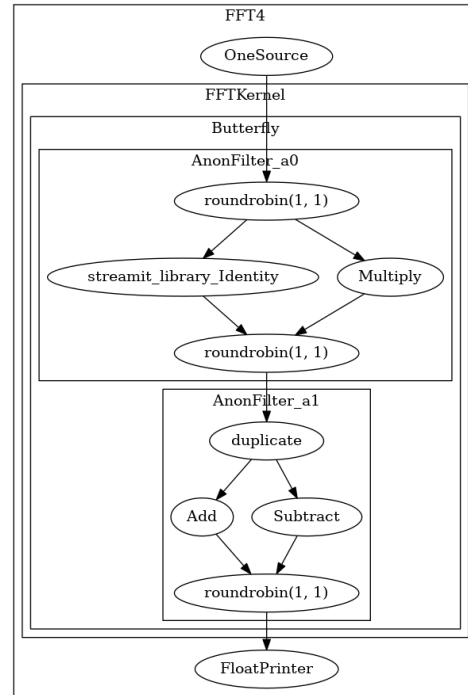 FFT4
OneSource
FFTKernel
Butterfly
AnonFilter_a0
roundrobin(1, 1)
streamit_library_Identity
Multiply
roundrobin(1, 1)
AnonFilter_a1
duplicate
Add
Subtract
roundrobin(1, 1)
FloatPrinter